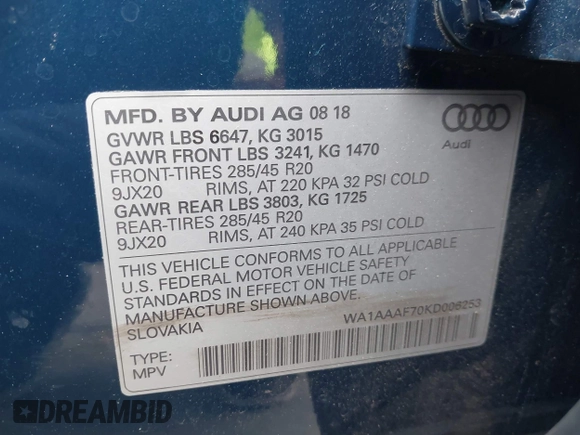 MFD. BY AUDI AG 08 18
GVWR LBS 6647, KG 3015
GAWR FRONT LBS 3241, KG 1470
FRONT-TIRES 285/45 R20
9JX20 RIMS, AT 220 KPA 32 PSI COLD
GAWR REAR LBS 3803, KG 1725
REAR-TIRES 285/45 R20
9JX20 RIMS, AT 240 KPA 35 PSI COLD
Audi
THIS VEHICLE CONFORMS TO ALL APPLICABLE
U.S. FEDERAL MOTOR VEHICLE SAFETY
STANDARDS IN EFFECT ON THE DATE OF
MANUFACTURE SHOWN ABOVE.
SLOVAKIA
WA1AAAF70KD006253
TYPE:
MPV
DREAMBID